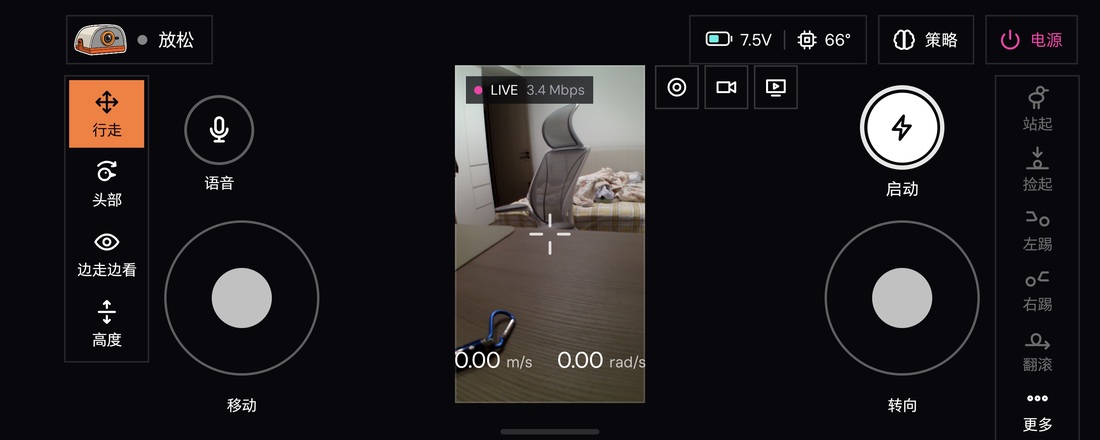 放松
7.5V
66°
策略
电源
行走
头部
边走边看
高度
语音
移动
LIVE 3.4 Mbps
0.00 m/s 0.00 rad/s
启动
转向
站起
捡起
左踢
右踢
翻滚
更多